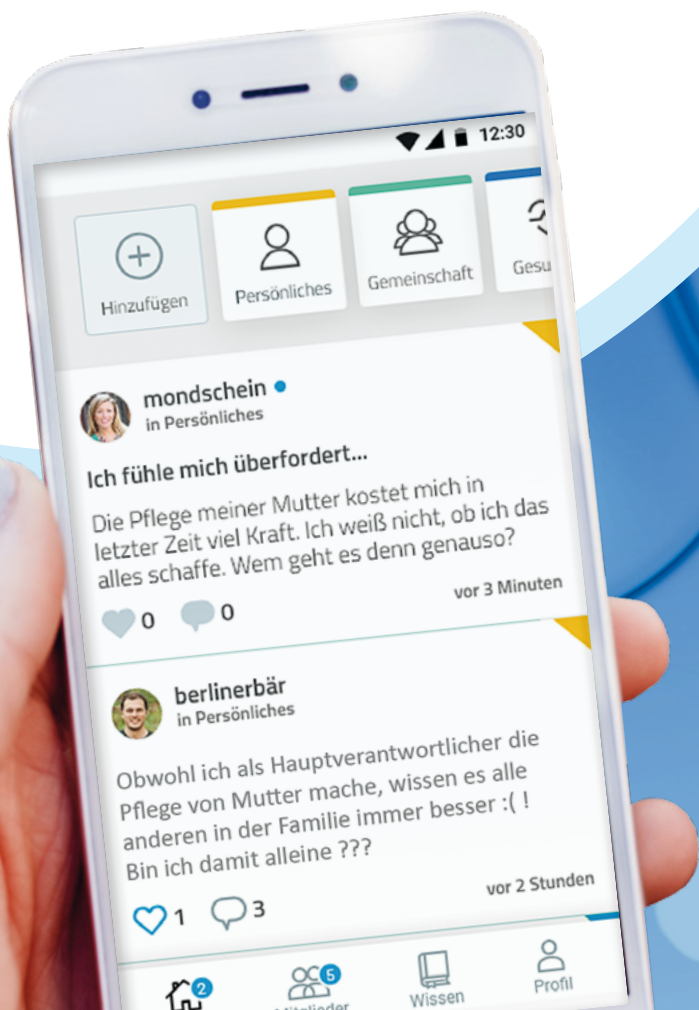 12:30
Hinzufügen
Persönliches
Gemeinschaft
Gesu
mondschein
in Persönliches
Ich fühle mich überfordert...
Die Pflege meiner Mutter kostet mich in
letzter Zeit viel Kraft. Ich weiß nicht, ob ich das
alles schaffe. Wem geht es denn genauso?
0 0 vor 3 Minuten
berlinerbär
in Persönliches
Obwohl ich als Hauptverantwortlicher die
Pflege von Mutter mache, wissen es alle
anderen in der Familie immer besser :( !
Bin ich damit alleine ???
1 3 vor 2 Stunden
2 5
Mitglieder Wissen Profil